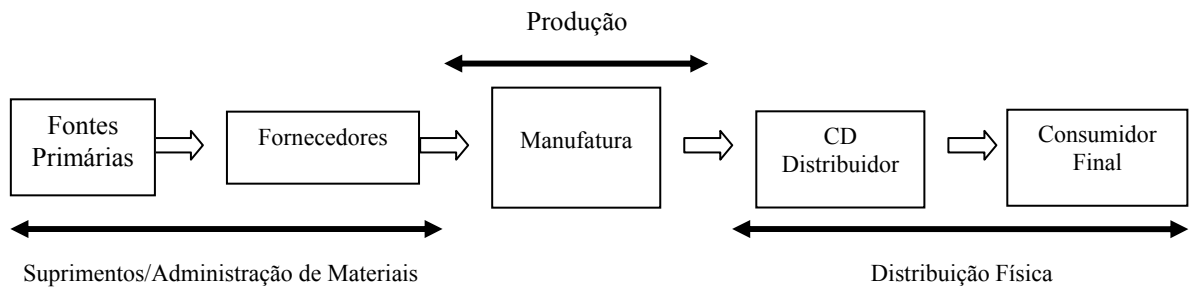 Produção
Fontes
Primárias
Fornecedores
Manufatura
CD
Distribuidor
Consumidor
Final
Suprimentos/Administração de Materiais
Distribuição Física